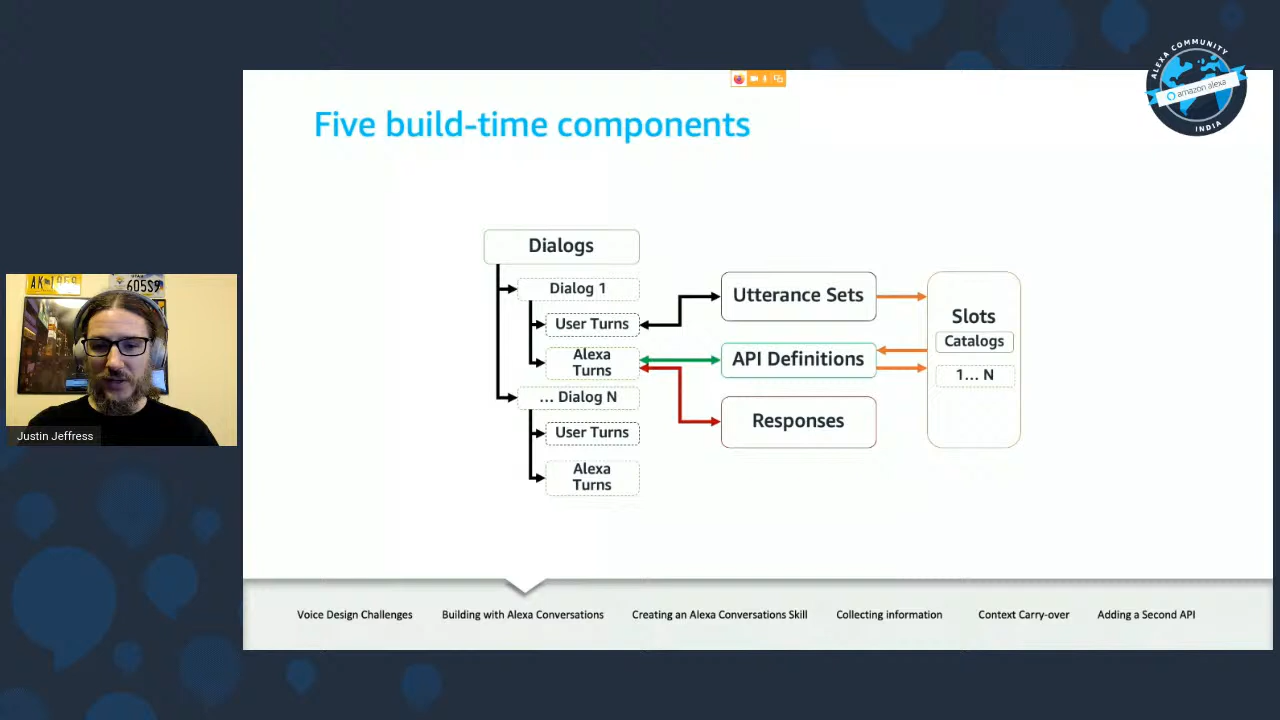 ALEXA COMMUNITY
amazon alexa
INDIA
Five build-time components
Dialogs
Dialog 1
User Turns
Alexa
Turns
... Dialog N
User Turns
Alexa
Turns
Utterance Sets
API Definitions
Responses
Slots
Catalogs
1... N
605S9
Justin Jeffress
Voice Design Challenges
Building with Alexa Conversations
Creating an Alexa Conversations Skill
Collecting information
Context Carry-over
Adding a Second API